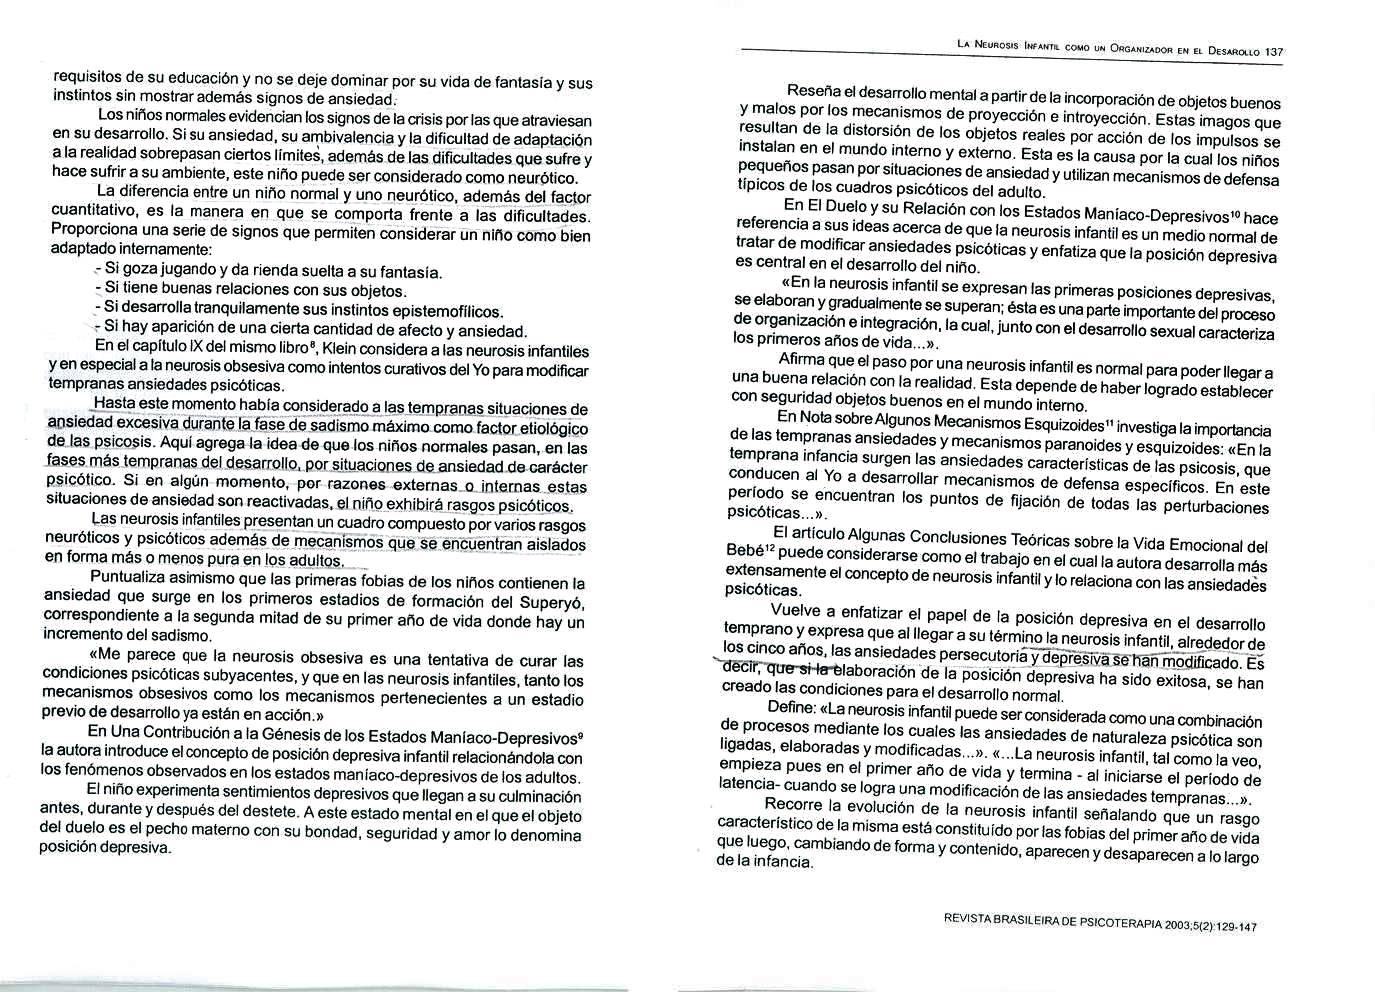 requisitos de su educación y no se deje dominar por su vida de fantasía y sus
instintos sin mostrar además signos de ansiedad.
Los niños normales evidencian los signos de la crisis por las que atraviesan
en su desarrollo. Si su ansiedad, su ambivalencia y la dificultad de adaptación
a la realidad sobrepasan ciertos límites, además de las dificultades que sufre y
hace sufrir a su ambiente, este niño puede ser considerado como neurótico.
La diferencia entre un niño normal y uno neurótico, además del factor
cuantitativo, es la manera en que se comporta frente a las dificultades.
Proporciona una serie de signos que permiten considerar un niño como bien
adaptado internamente:
- Si goza jugando y da rienda suelta a su fantasía.
- Si tiene buenas relaciones con sus objetos.
- Si desarrolla tranquilamente sus instintos epistemofílicos.
- Si hay aparición de una cierta cantidad de afecto y ansiedad.
En el capítulo IX del mismo libro⁸, Klein considera a las neurosis infantiles
y en especial a la neurosis obsesiva como intentos curativos del Yo para modificar
tempranas ansiedades psicóticas.
Hasta este momento había considerado a las tempranas situaciones de
ansiedad excesiva durante la fase de sadismo máximo como factor etiológico
de las psicosis. Aquí agrega la idea de que los niños normales pasan, en las
fases más tempranas del desarrollo, por situaciones de ansiedad de carácter
psicótico. Si en algún momento, por razones externas o internas estas
situaciones de ansiedad son reactivadas, el niño exhibirá rasgos psicóticos.
Las neurosis infantiles presentan un cuadro compuesto por varios rasgos
neuróticos y psicóticos además de mecanismos que se encuentran aislados
en forma más o menos pura en los adultos.
Puntualiza asimismo que las primeras fobias de los niños contienen la
ansiedad que surge en los primeros estadios de formación del Superyó,
correspondiente a la segunda mitad de su primer año de vida donde hay un
incremento del sadismo.
«Me parece que la neurosis obsesiva es una tentativa de curar las
condiciones psicóticas subyacentes, y que en las neurosis infantiles, tanto los
mecanismos obsesivos como los mecanismos pertenecientes a un estadio
previo de desarrollo ya están en acción.»
En Una Contribución a la Génesis de los Estados Maníaco-Depresivos⁹
la autora introduce el concepto de posición depresiva infantil relacionándola con
los fenómenos observados en los estados maníaco-depresivos de los adultos.
El niño experimenta sentimientos depresivos que llegan a su culminación
antes, durante y después del destete. A este estado mental en el que el objeto
del duelo es el pecho materno con su bondad, seguridad y amor lo denomina
posición depresiva.
LA NEUROSIS INFANTIL COMO UN ORGANIZADOR EN EL DESAROLLO 137
Reseña el desarrollo mental a partir de la incorporación de objetos buenos
y malos por los mecanismos de proyección e introyección. Estas imagos que
resultan de la distorsión de los objetos reales por acción de los impulsos se
instalan en el mundo interno y externo. Esta es la causa por la cual los niños
pequeños pasan por situaciones de ansiedad y utilizan mecanismos de defensa
típicos de los cuadros psicóticos del adulto.
En El Duelo y su Relación con los Estados Maníaco-Depresivos¹⁰ hace
referencia a sus ideas acerca de que la neurosis infantil es un medio normal de
tratar de modificar ansiedades psicóticas y enfatiza que la posición depresiva
es central en el desarrollo del niño.
«En la neurosis infantil se expresan las primeras posiciones depresivas,
se elaboran y gradualmente se superan; ésta es una parte importante del proceso
de organización e integración, la cual, junto con el desarrollo sexual caracteriza
los primeros años de vida...».
Afirma que el paso por una neurosis infantil es normal para poder llegar a
una buena relación con la realidad. Esta depende de haber logrado establecer
con seguridad objetos buenos en el mundo interno.
En Nota sobre Algunos Mecanismos Esquizoides¹¹ investiga la importancia
de las tempranas ansiedades y mecanismos paranoides y esquizoides: «En la
temprana infancia surgen las ansiedades características de las psicosis, que
conducen al Yo a desarrollar mecanismos de defensa específicos. En este
período se encuentran los puntos de fijación de todas las perturbaciones
psicóticas...».
El artículo Algunas Conclusiones Teóricas sobre la Vida Emocional del
Bebé¹² puede considerarse como el trabajo en el cual la autora desarrolla más
extensamente el concepto de neurosis infantil y lo relaciona con las ansiedades
psicóticas.
Vuelve a enfatizar el papel de la posición depresiva en el desarrollo
temprano y expresa que al llegar a su término la neurosis infantil, alrededor de
los cinco años, las ansiedades persecutoria y depresiva se han modificado. Es
decir, que si la elaboración de la posición depresiva ha sido exitosa, se han
creado las condiciones para el desarrollo normal.
Define: «La neurosis infantil puede ser considerada como una combinación
de procesos mediante los cuales las ansiedades de naturaleza psicótica son
ligadas, elaboradas y modificadas...». «...La neurosis infantil, tal como la veo,
empieza pues en el primer año de vida y termina - al iniciarse el período de
latencia- cuando se logra una modificación de las ansiedades tempranas...».
Recorre la evolución de la neurosis infantil señalando que un rasgo
característico de la misma está constituído por las fobias del primer año de vida
que luego, cambiando de forma y contenido, aparecen y desaparecen a lo largo
de la infancia.
REVISTA BRASILEIRA DE PSICOTERAPIA 2003;5(2):129-147